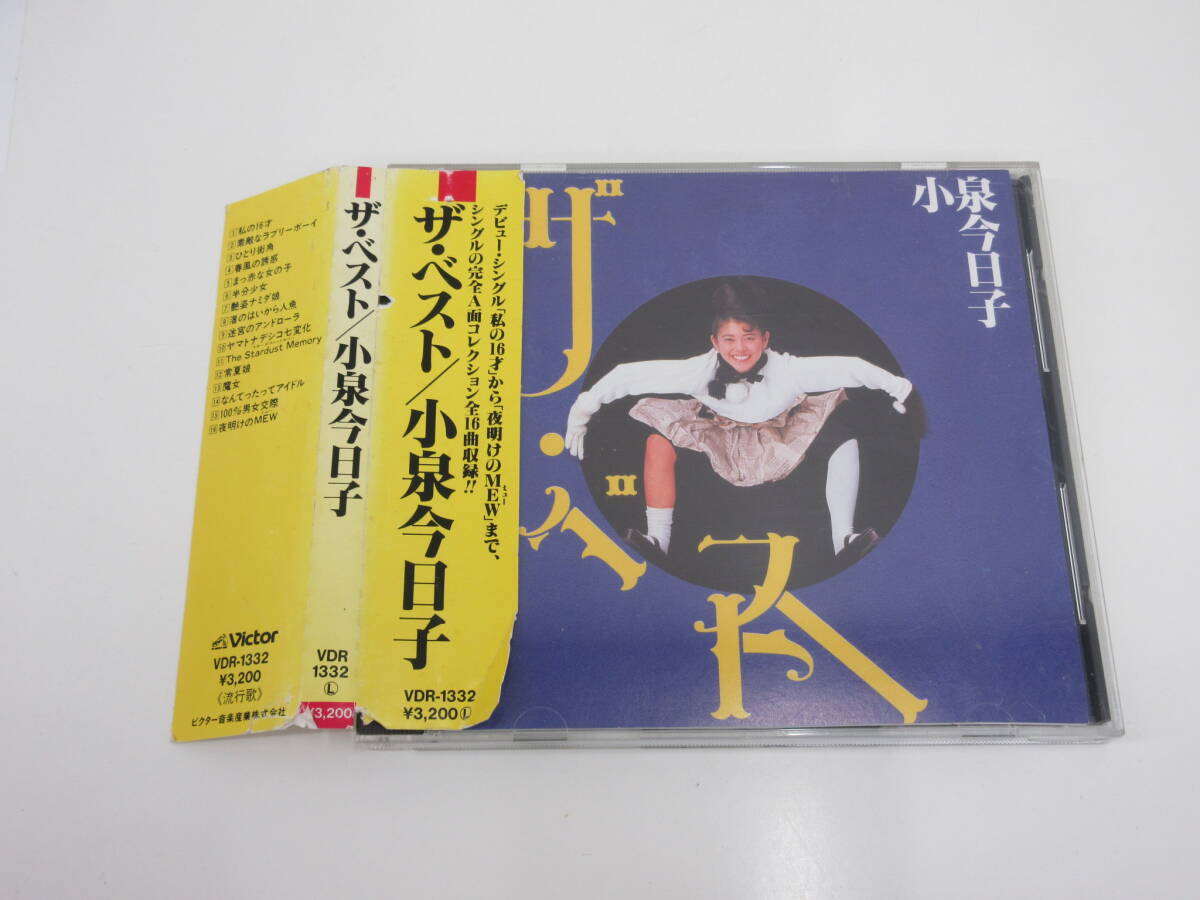 1 私の16才
2 素敵なラブリーボーイ
3 ひとり街角
4 春風の誘惑
5 まっ赤な女の子
6 半分少女
7 艶姿ナミダ娘
8 渚のはいから人魚
9 迷宮のアンドローラ
10 ヤマトナデシコ七変化
11 The Stardust Memory
12 常夏娘
13 魔女
14 なんてったってアイドル
15 100%男女交際
16 夜明けのMEW
Victor
VDR-1332
¥3,200
《流行歌》
ビクター音楽産業株式会社
ザ・ベスト/小泉今日子
VDR
1332
Ⓛ
¥3,200
デビュー・シングル「私の16才」から「夜明けのMEW」まで、
ミュー
シングルの完全A面コレクション全16曲収録!!
ザ・ベスト/小泉今日子
VDR-1332
¥3,200Ⓛ
ザ・ベスト
小泉今日子